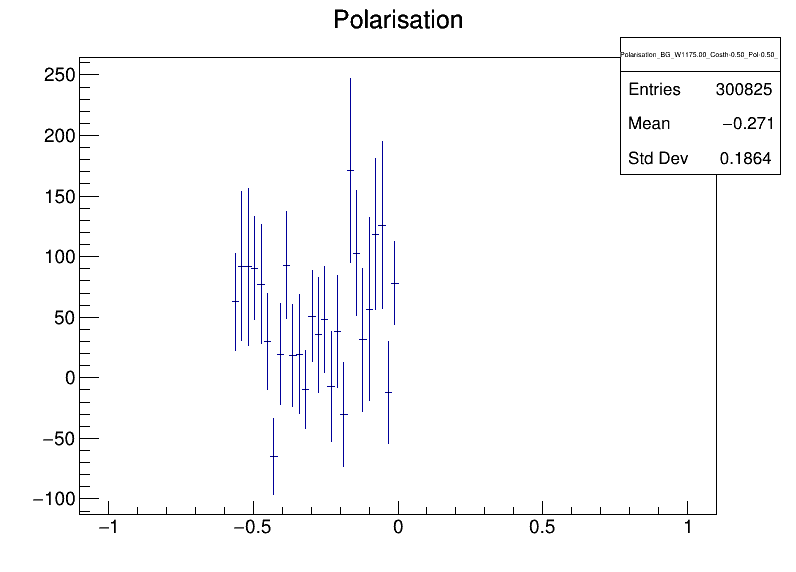 Polarisation
Polarisation_BG_W1175.00_Costh-0.50_Pol-0.50_
Entries 300825
Mean −0.271
Std Dev 0.1864
250
200
150
100
50
0
−50
−100
−1 −0.5 0 0.5 1